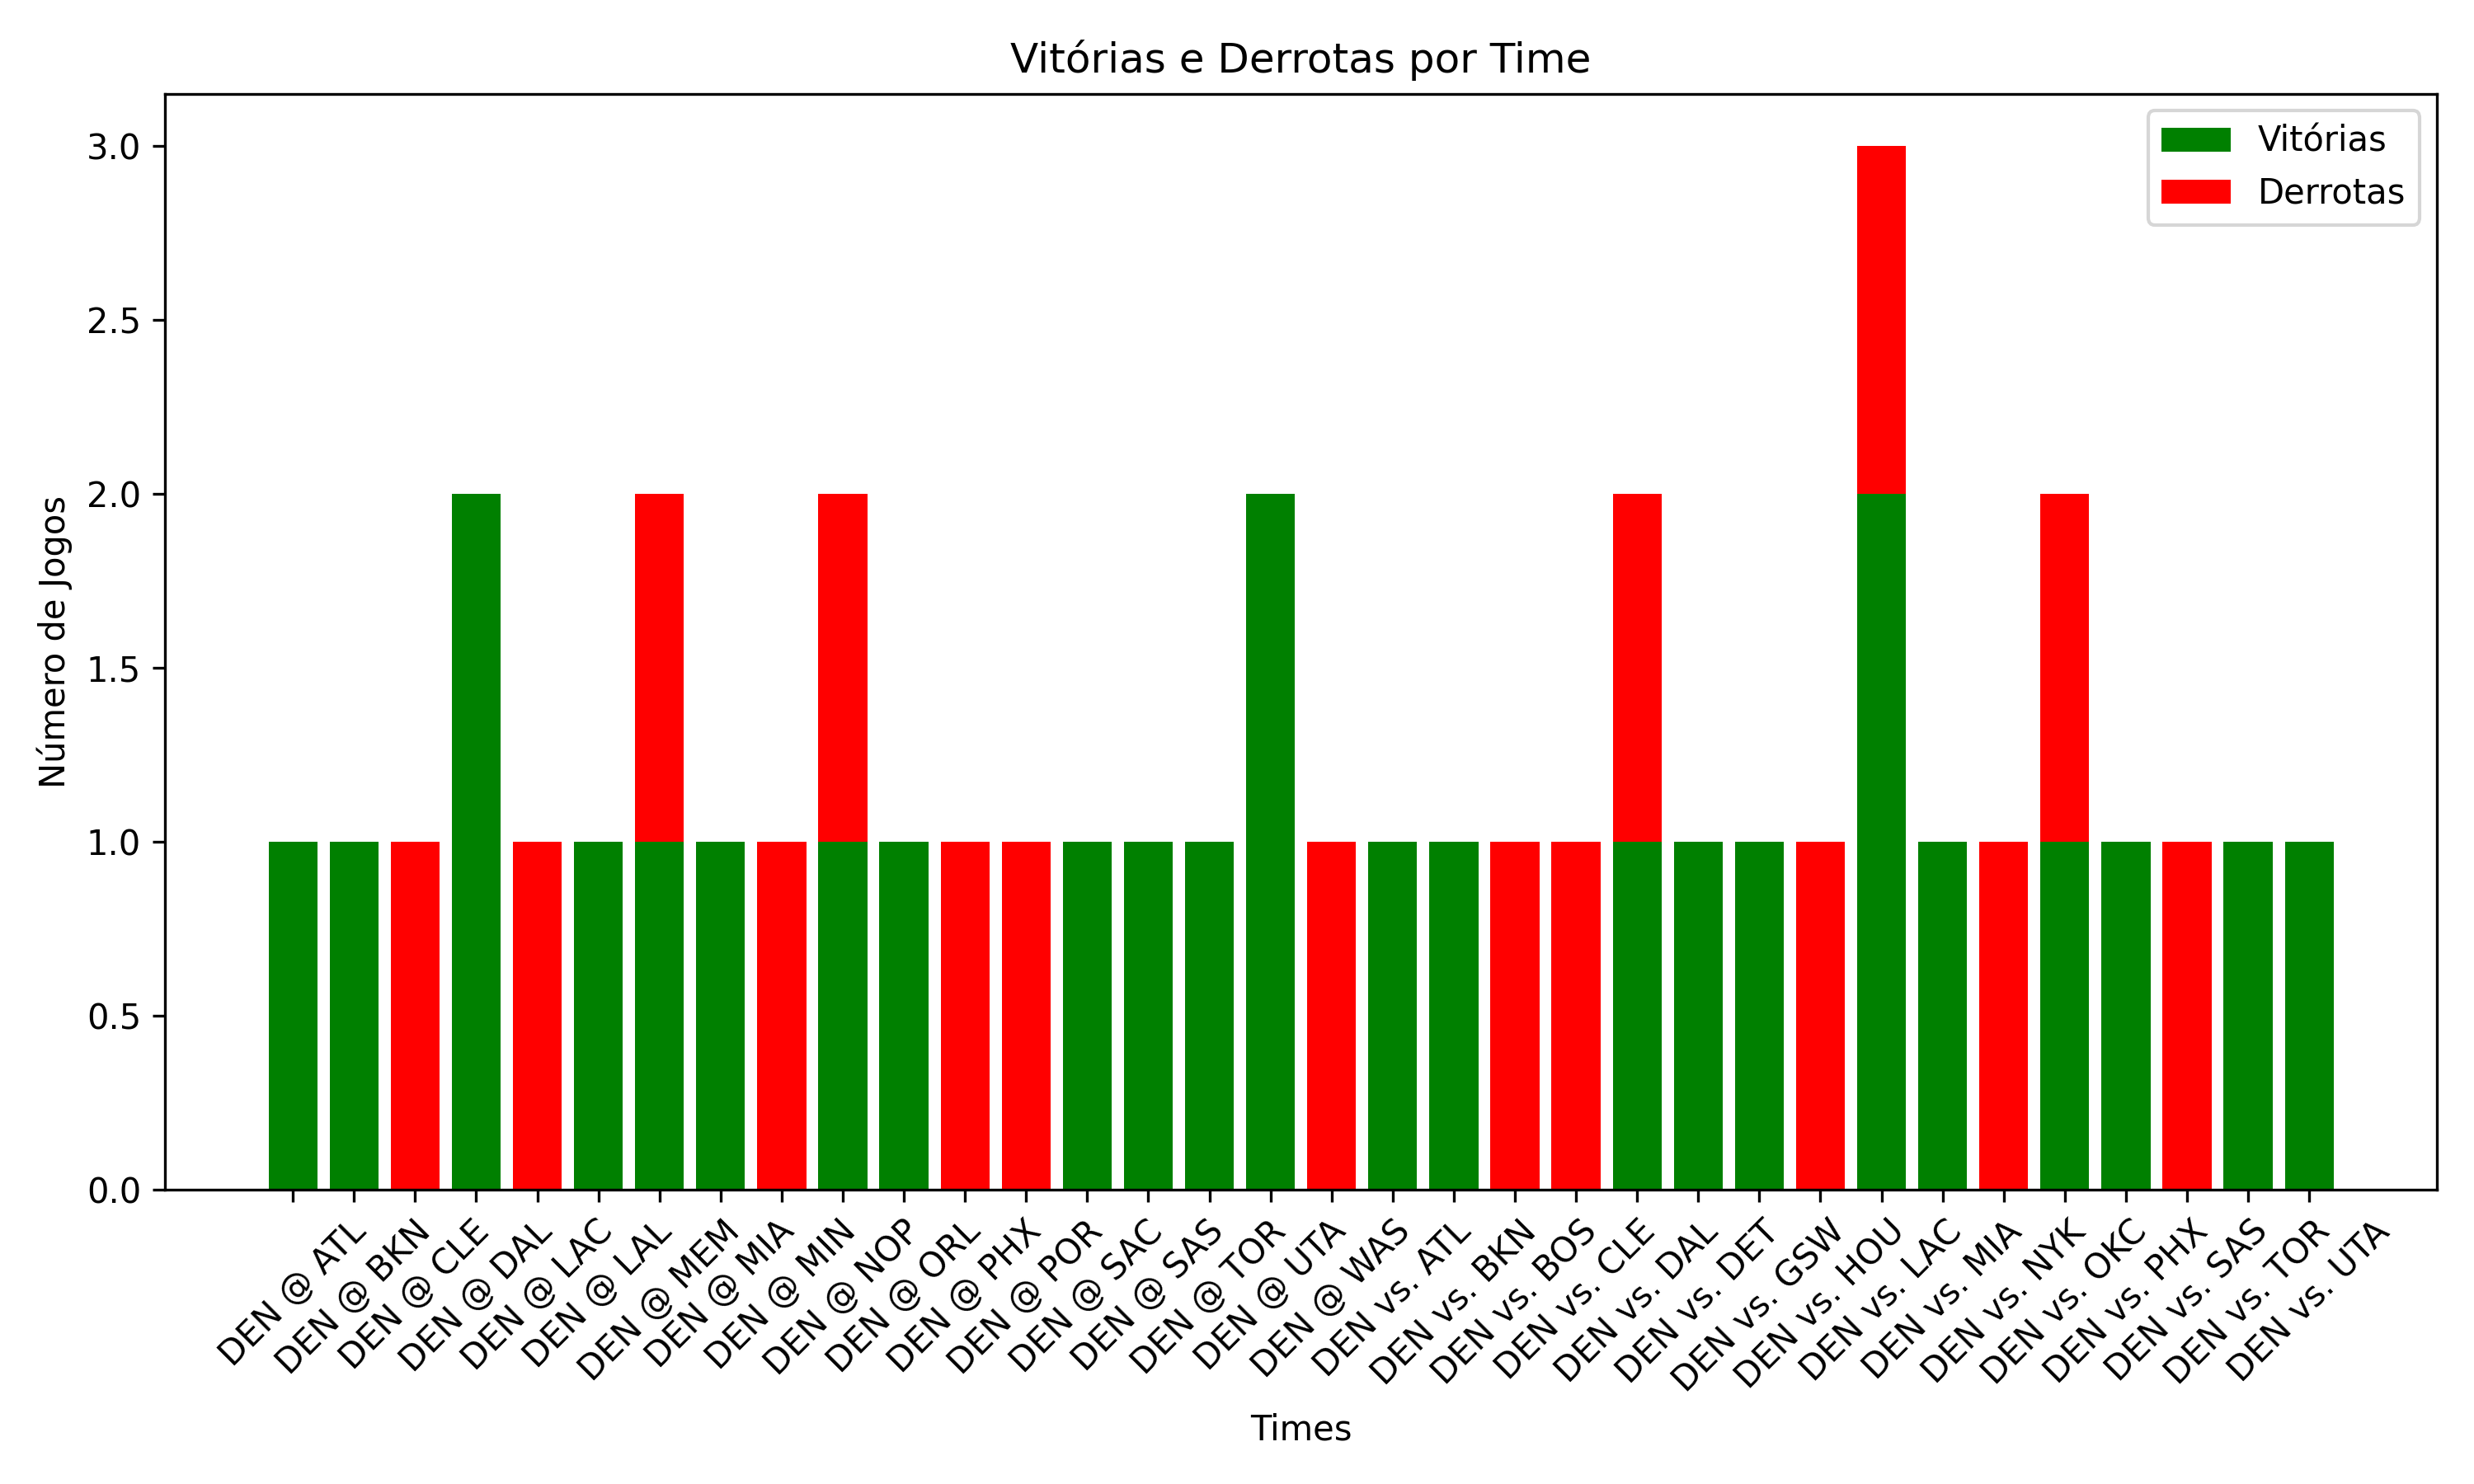 Vitórias e Derrotas por Time
Vitórias
Derrotas
Número de Jogos
3.0
2.5
2.0
1.5
1.0
0.5
0.0
DEN @ ATL
DEN @ BKN
DEN @ CLE
DEN @ DAL
DEN @ LAC
DEN @ LAL
DEN @ MEM
DEN @ MIA
DEN @ MIN
DEN @ NOP
DEN @ ORL
DEN @ PHX
DEN @ POR
DEN @ SAC
DEN @ SAS
DEN @ TOR
DEN @ UTA
DEN @ WAS
DEN vs. ATL
DEN vs. BKN
DEN vs. BOS
DEN vs. CLE
DEN vs. DAL
DEN vs. DET
DEN vs. GSW
DEN vs. HOU
DEN vs. LAC
DEN vs. MIA
DEN vs. NYK
DEN vs. OKC
DEN vs. PHX
DEN vs. SAS
DEN vs. TOR
DEN vs. UTA
Times